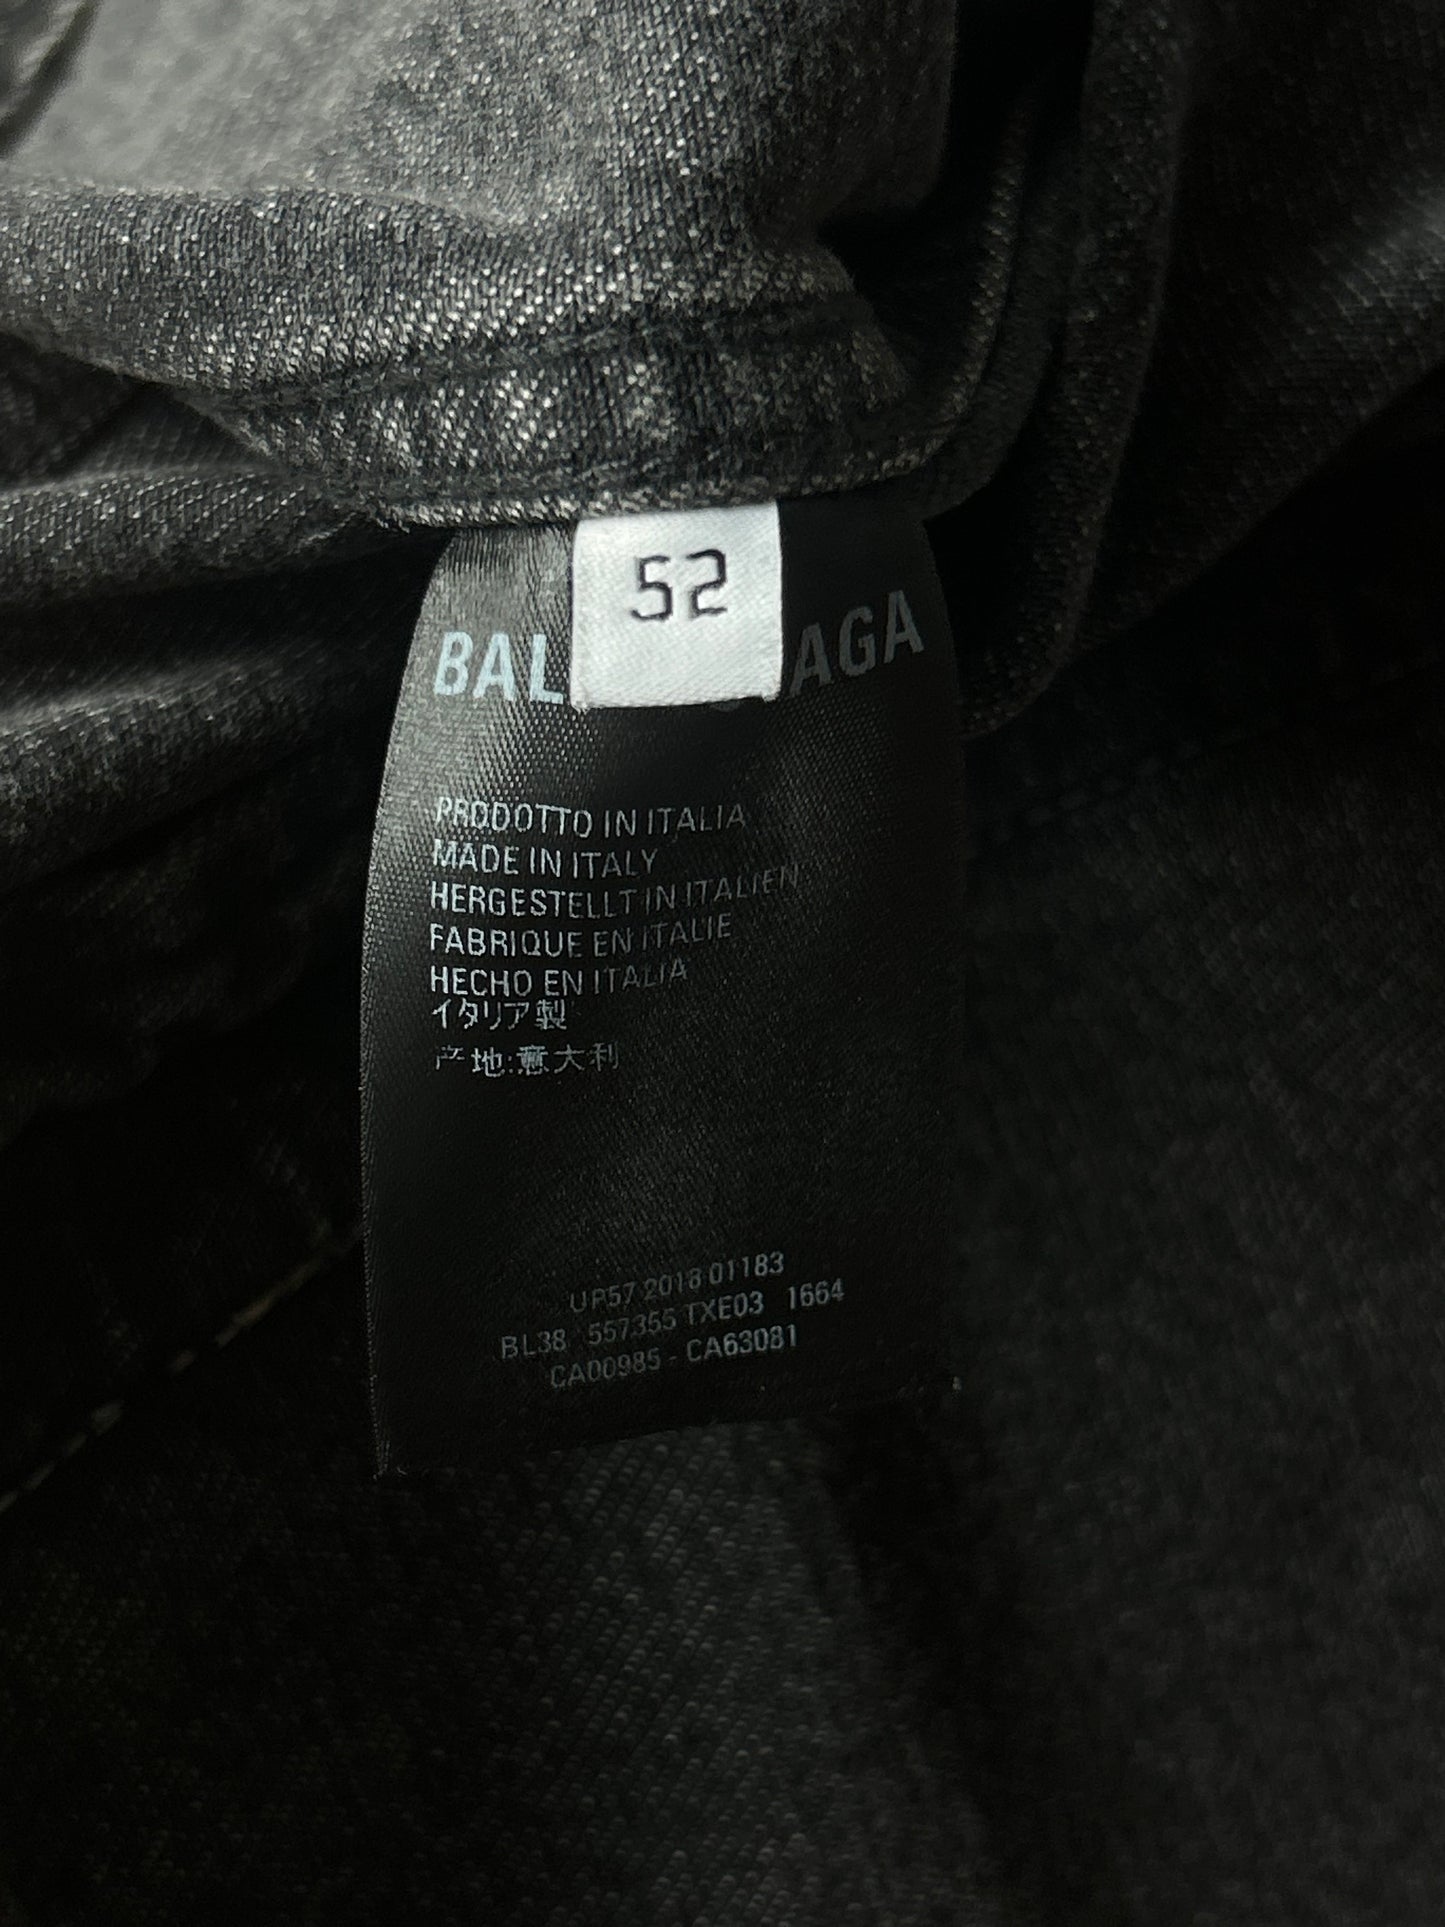 52
BAL AGA
PRODOTTO IN ITALIA
MADE IN ITALY
HERGESTELLT IN ITALIEN
FABRIQUE EN ITALIE
HECHO EN ITALIA
イタリア製
产地:意大利
UP57 2018 01183
BL38 557355 TXE03 1664
CA00985 - CA63081